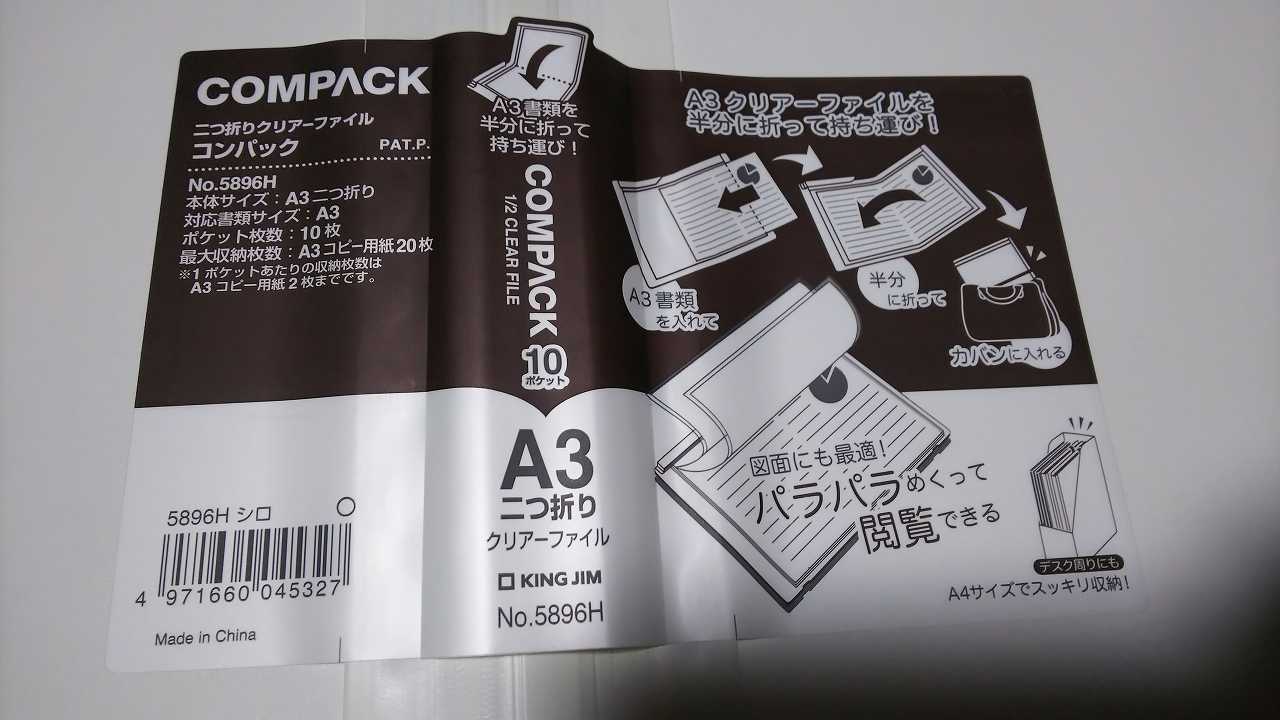 COMPACK
二つ折りクリアーファイル
コンパック PAT.P.
No.5896H
本体サイズ：A3二つ折り
対応書類サイズ：A3
ポケット枚数：10枚
最大収納枚数：A3コピー用紙20枚
※1ポケットあたりの収納枚数は
A3コピー用紙2枚までです。
5896H シロ
4 971660 045327
Made in China
A3書類を
半分に折って
持ち運び！
COMPACK
1/2 CLEAR FILE
10
ポケット
A3
二つ折り
クリアーファイル
KING JIM
No.5896H
A3クリアーファイルを
半分に折って持ち運び！
A3書類
を入れて
半分
に折って
カバンに入れる
図面にも最適！
パラパラめくって
閲覧できる
デスク周りにも
A4サイズでスッキリ収納！